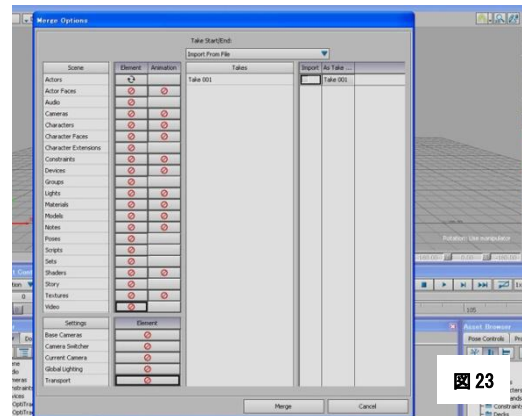 Merge Options
Take Start/End:
Import From File
Scene Element Animation Takes Import As Take ...
Actors Take 001 Take 001
Actor Faces
Audio
Cameras
Characters
Character Faces
Character Extensions
Constraints
Devices
Groups
Lights
Materials
Models
Notes
Poses
Scripts
Sets
Shaders
Story
Textures
Video
Settings Element
Base Cameras
Camera Switcher
Current Camera
Global Lighting
Transport
Merge Cancel
105
Asset Browser
Pose Controls
図 23